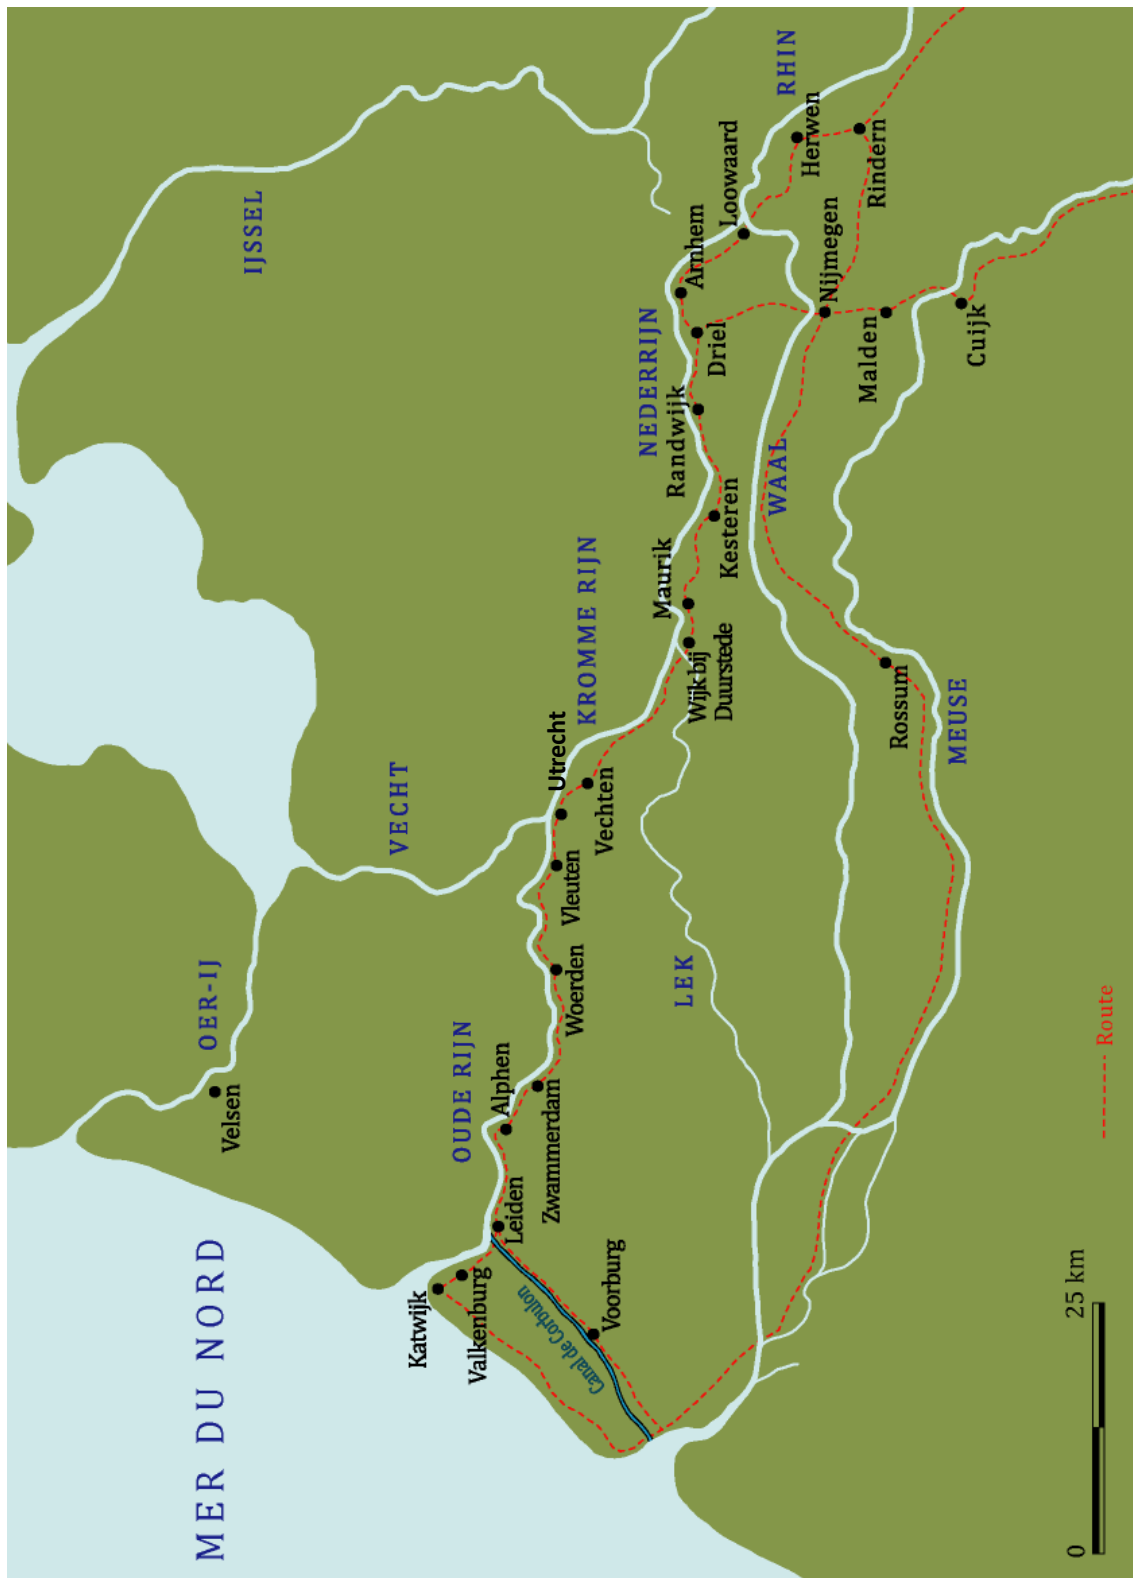 MER DU NORD
OER-IJ
Velsen
IJSSEL
VECHT
Katwijk
Valkenburg
OUDE RIJN
Leiden
Alphen
Zwammerdam
Woerden
Vleuten
Utrecht
Vechten
KROMME RIJN
Canal de Corbulon
Voorburg
Wijk bij
Duurstede
Maurik
Kesteren
Randwijk
NEDERRIJN
Driel
Arnhem
Loowaard
RHIN
Herwen
Rindern
LEK
WAAL
Nijmegen
Malden
Cuijk
Rossum
MEUSE
0
25 km
Route